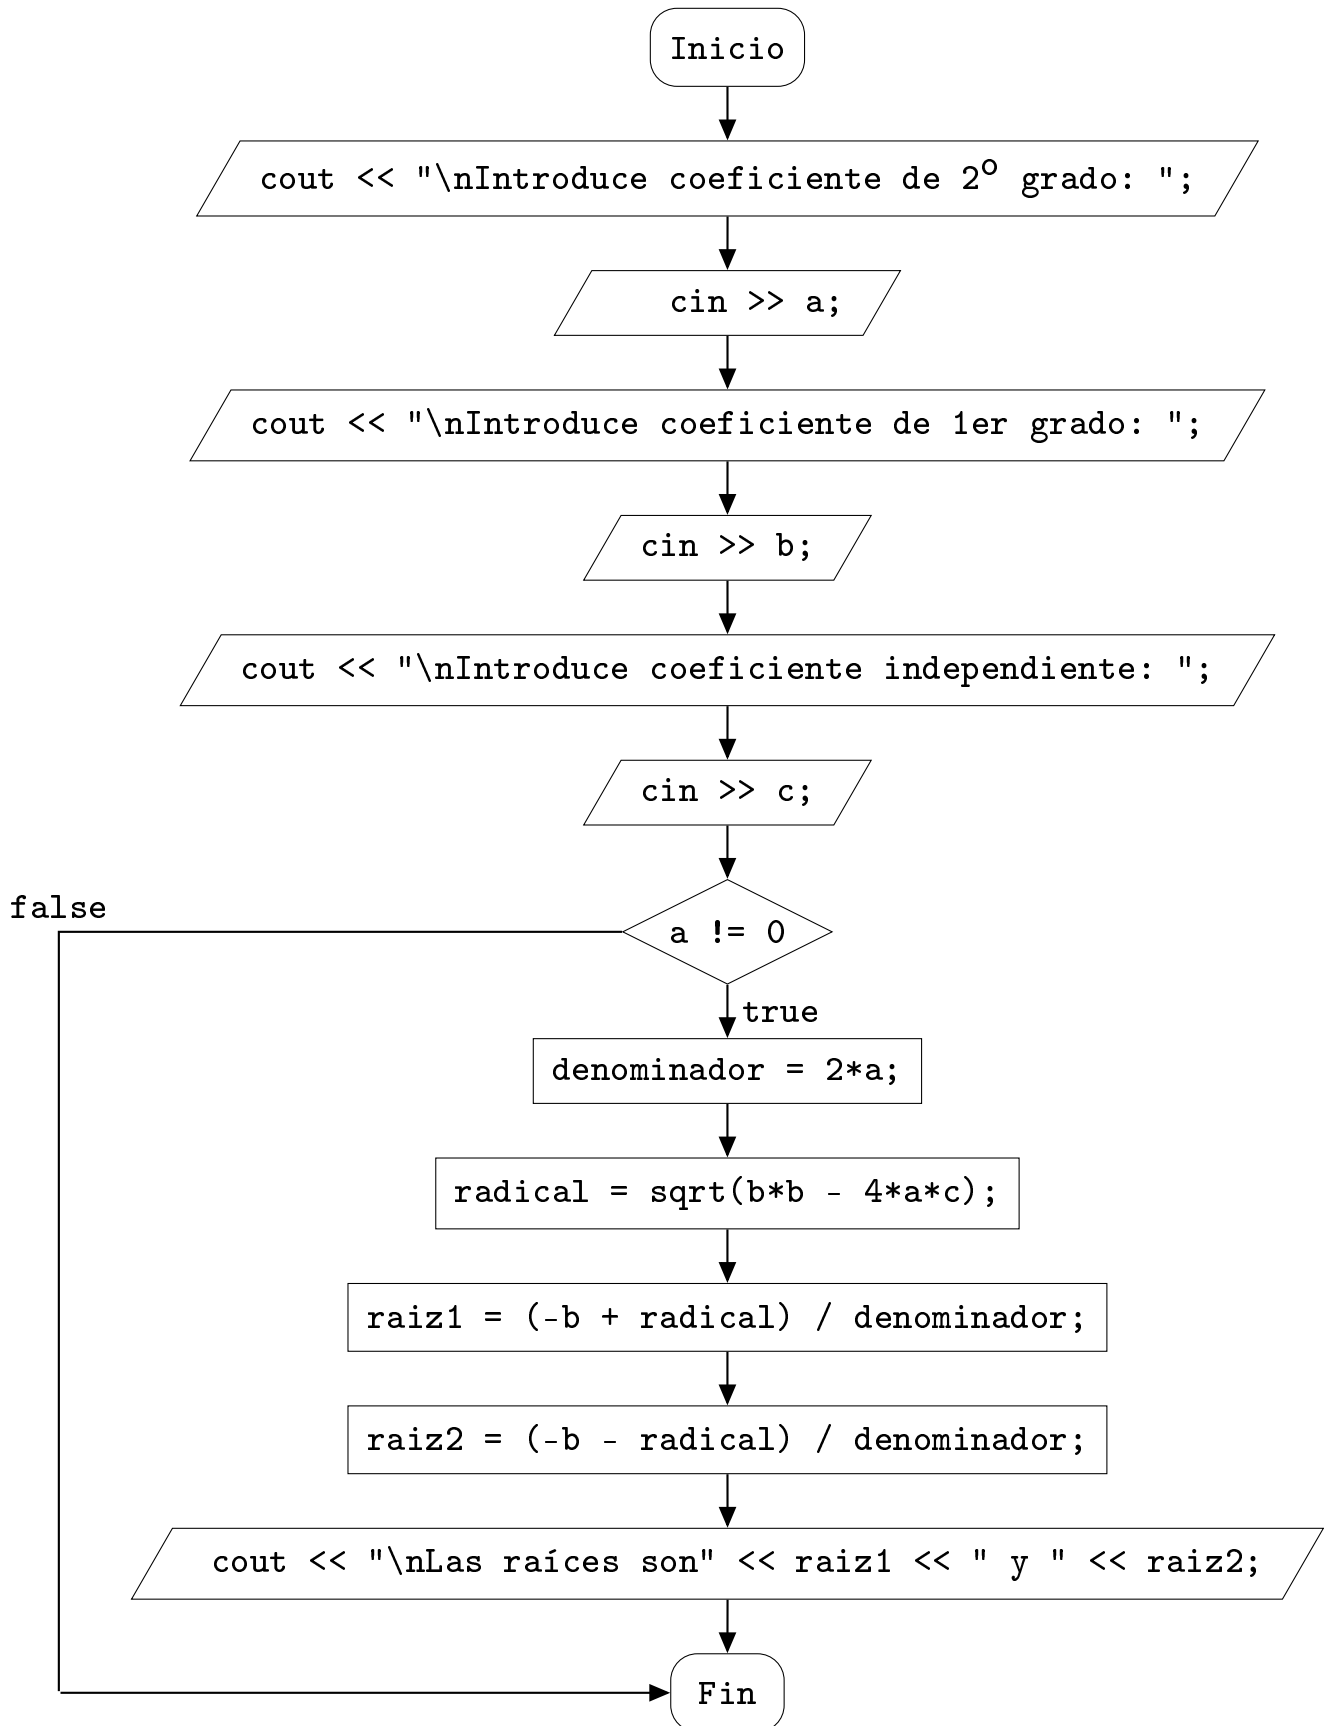 Inicio
cout << "\nIntroduce coeficiente de 2º grado: ";
cin >> a;
cout << "\nIntroduce coeficiente de 1er grado: ";
cin >> b;
cout << "\nIntroduce coeficiente independiente: ";
cin >> c;
false
a != 0
true
denominador = 2*a;
radical = sqrt(b*b - 4*a*c);
raiz1 = (-b + radical) / denominador;
raiz2 = (-b - radical) / denominador;
cout << "\nLas raíces son" << raiz1 << " y " << raiz2;
Fin